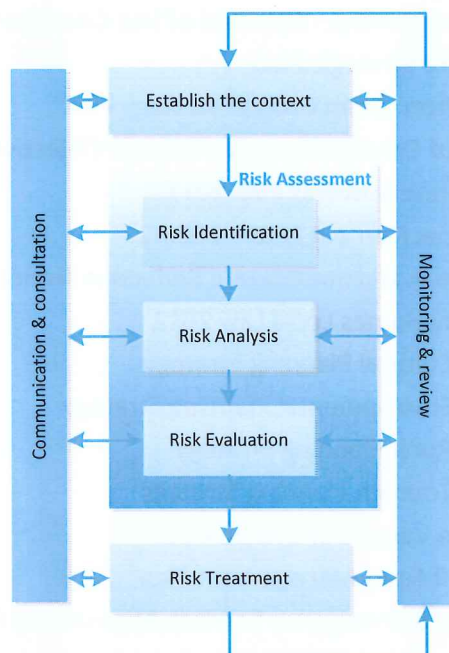 Establish the context
Risk Assessment
Risk Identification
Risk Analysis
Risk Evaluation
Risk Treatment
Communication & consultation
Monitoring & review